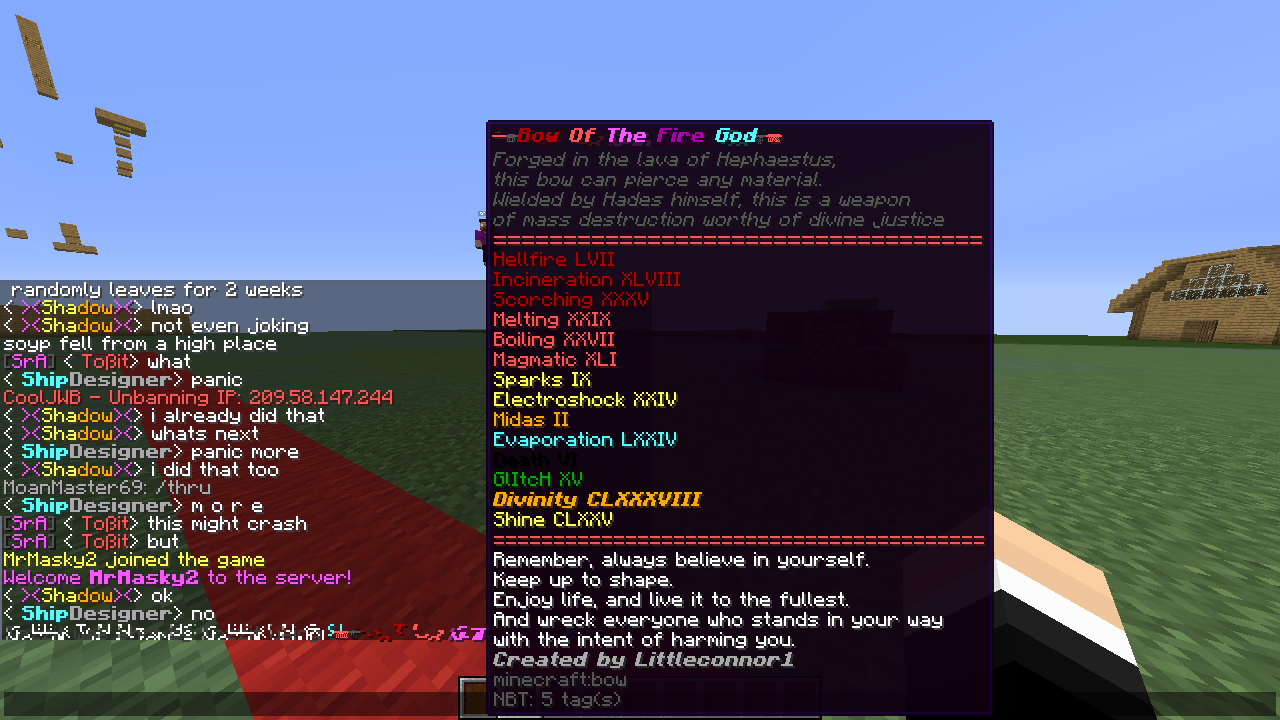 randomly leaves for 2 weeks
< ><Shadow><> lmao
< ><Shadow><> not even joking
soyp fell from a high place
[SrA] < Toβit> what
< ShipDesigner> panic
CoolJWB - Unbanning IP: 209.58.147.244
< ><Shadow><> i already did that
< ><Shadow><> whats next
< ShipDesigner> panic more
< ><Shadow><> i did that too
MoanMaster69: /thru
< ShipDesigner> m o r e
[SrA] < Toβit> this might crash
[SrA] < Toβit> but
MrMasky2 joined the game
Welcome MrMasky2 to the server!
< ><Shadow><> ok
< ShipDesigner> no
Bow Of The Fire God
Forged in the lava of Hephaestus,
this bow can pierce any material.
Wielded by Hades himself, this is a weapon
of mass destruction worthy of divine justice
===========================================
Hellfire LVII
Incineration XLVIII
Scorching XXXV
Melting XXIX
Boiling XXVII
Magmatic XLI
Sparks IX
Electroshock XXIV
Midas II
Evaporation LXXIV
Death VI
GlItcH XV
Divinity CLXXXVIII
Shine CLXXV
===========================================
Remember, always believe in yourself.
Keep up to shape.
Enjoy life, and live it to the fullest.
And wreck everyone who stands in your way
with the intent of harming you.
Created by Littleconnor1
minecraft:bow
NBT: 5 tag(s)